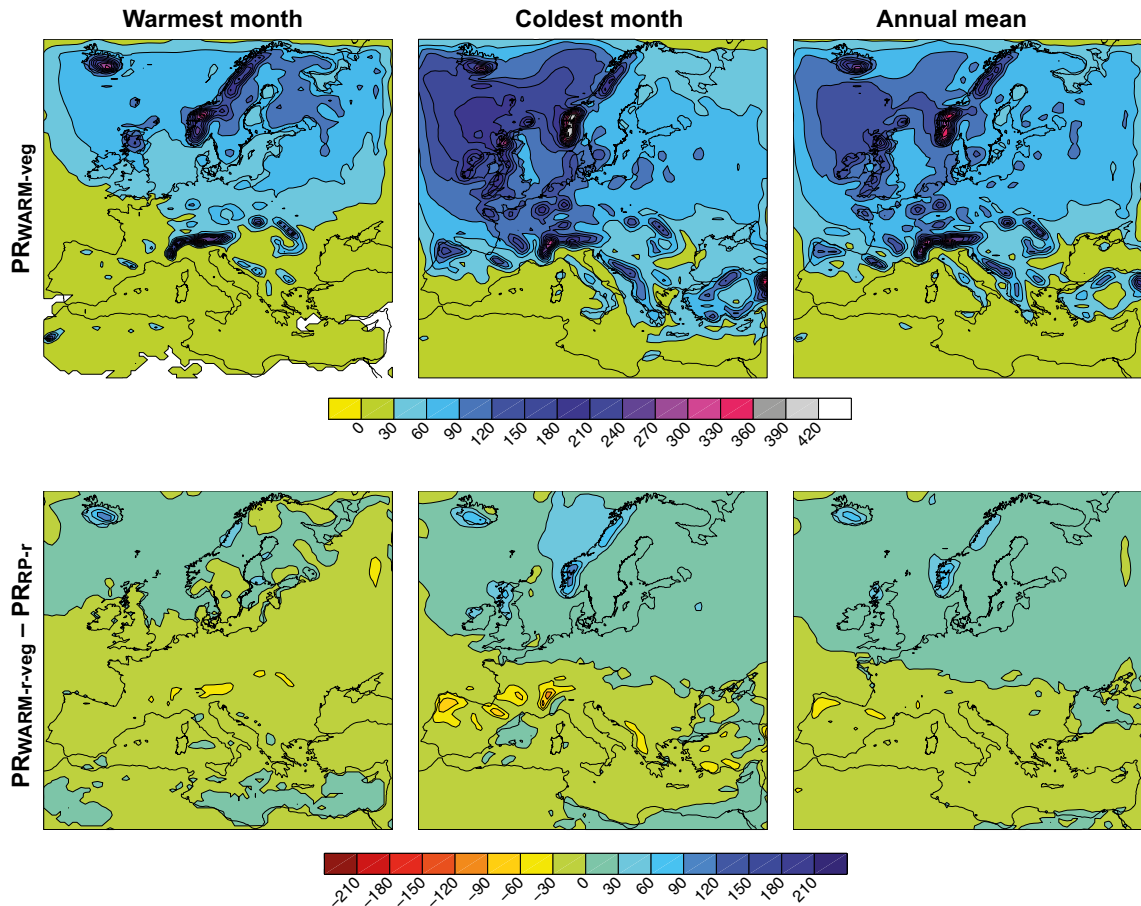 Warmest month Coldest month Annual mean
PRWARM-veg
0 30 60 90 120 150 180 210 240 270 300 330 360 390 420
PRWARM-r-veg – PRRP-r
–210 –180 –150 –120 –90 –60 –30 0 30 60 90 120 150 180 210